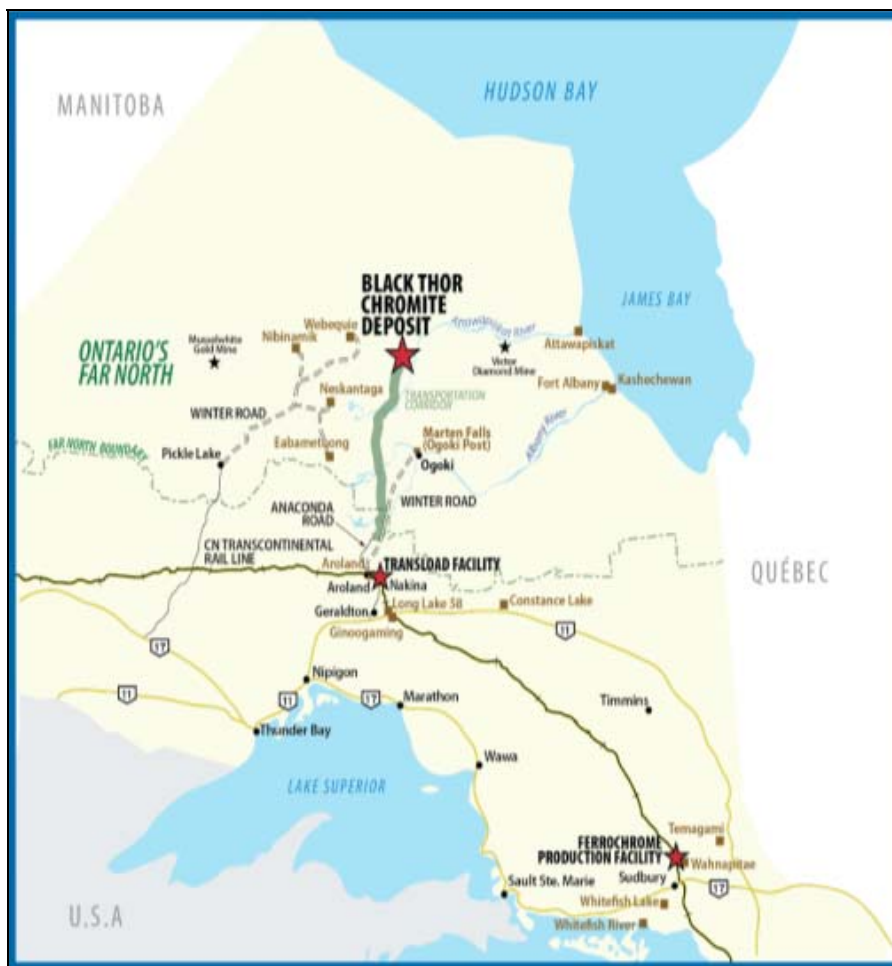 MANITOBA
HUDSON BAY
BLACK THOR
CHROMITE
DEPOSIT
Attawapiskat River
JAMES BAY
Webequie
Nibinamik
Musselwhite
Gold Mine
ONTARIO'S
FAR NORTH
Victor
Diamond Mine
Attawapiskat
Fort Albany
Kashechewan
Neskantaga
TRANSPORTATION
CORRIDOR
WINTER ROAD
Albany River
FAR NORTH BOUNDARY
Pickle Lake
Eabametoong
Marten Falls
(Ogoki Post)
Ogoki
WINTER ROAD
ANACONDA
ROAD
CN TRANSCONTINENTAL
RAIL LINE
Aroland
TRANSLOAD FACILITY
Aroland
Nakina
QUÉBEC
Geraldton
Long Lake 58
Constance Lake
Ginoogaming
11
17
11
Nipigon
11
17
Marathon
Timmins
Thunder Bay
Wawa
LAKE SUPERIOR
Temagami
FERROCHROME
PRODUCTION FACILITY
Wahnapitae
Sudbury
17
Sault Ste. Marie
Whitefish Lake
Whitefish River
U.S.A